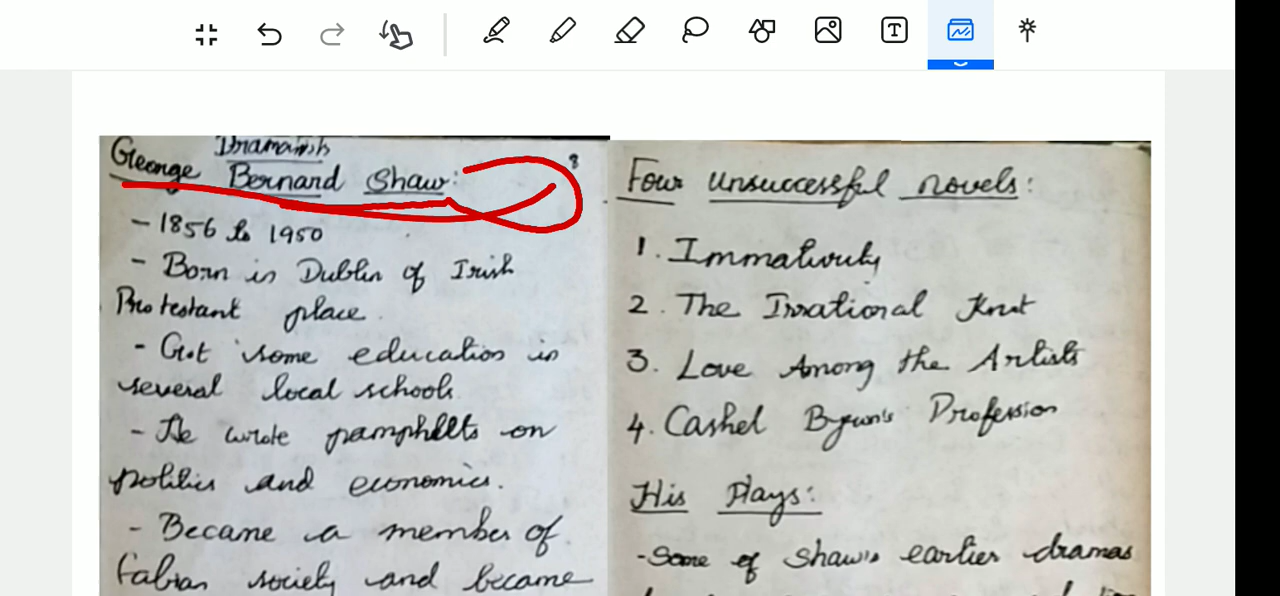 Dramatists
George Bernard Shaw:
8
- 1856 to 1950
- Born in Dublin of Irish
Protestant place.
- Got some education in
several local schools.
- He wrote pamphlets on
politics and economics.
- Became a member of
Fabian society and became
Four unsuccessful novels:
1. Immaturity
2. The Irrational Knot
3. Love Among the Artists
4. Cashel Byron's Profession
His Plays:
- Some of Shaw's earlier dramas